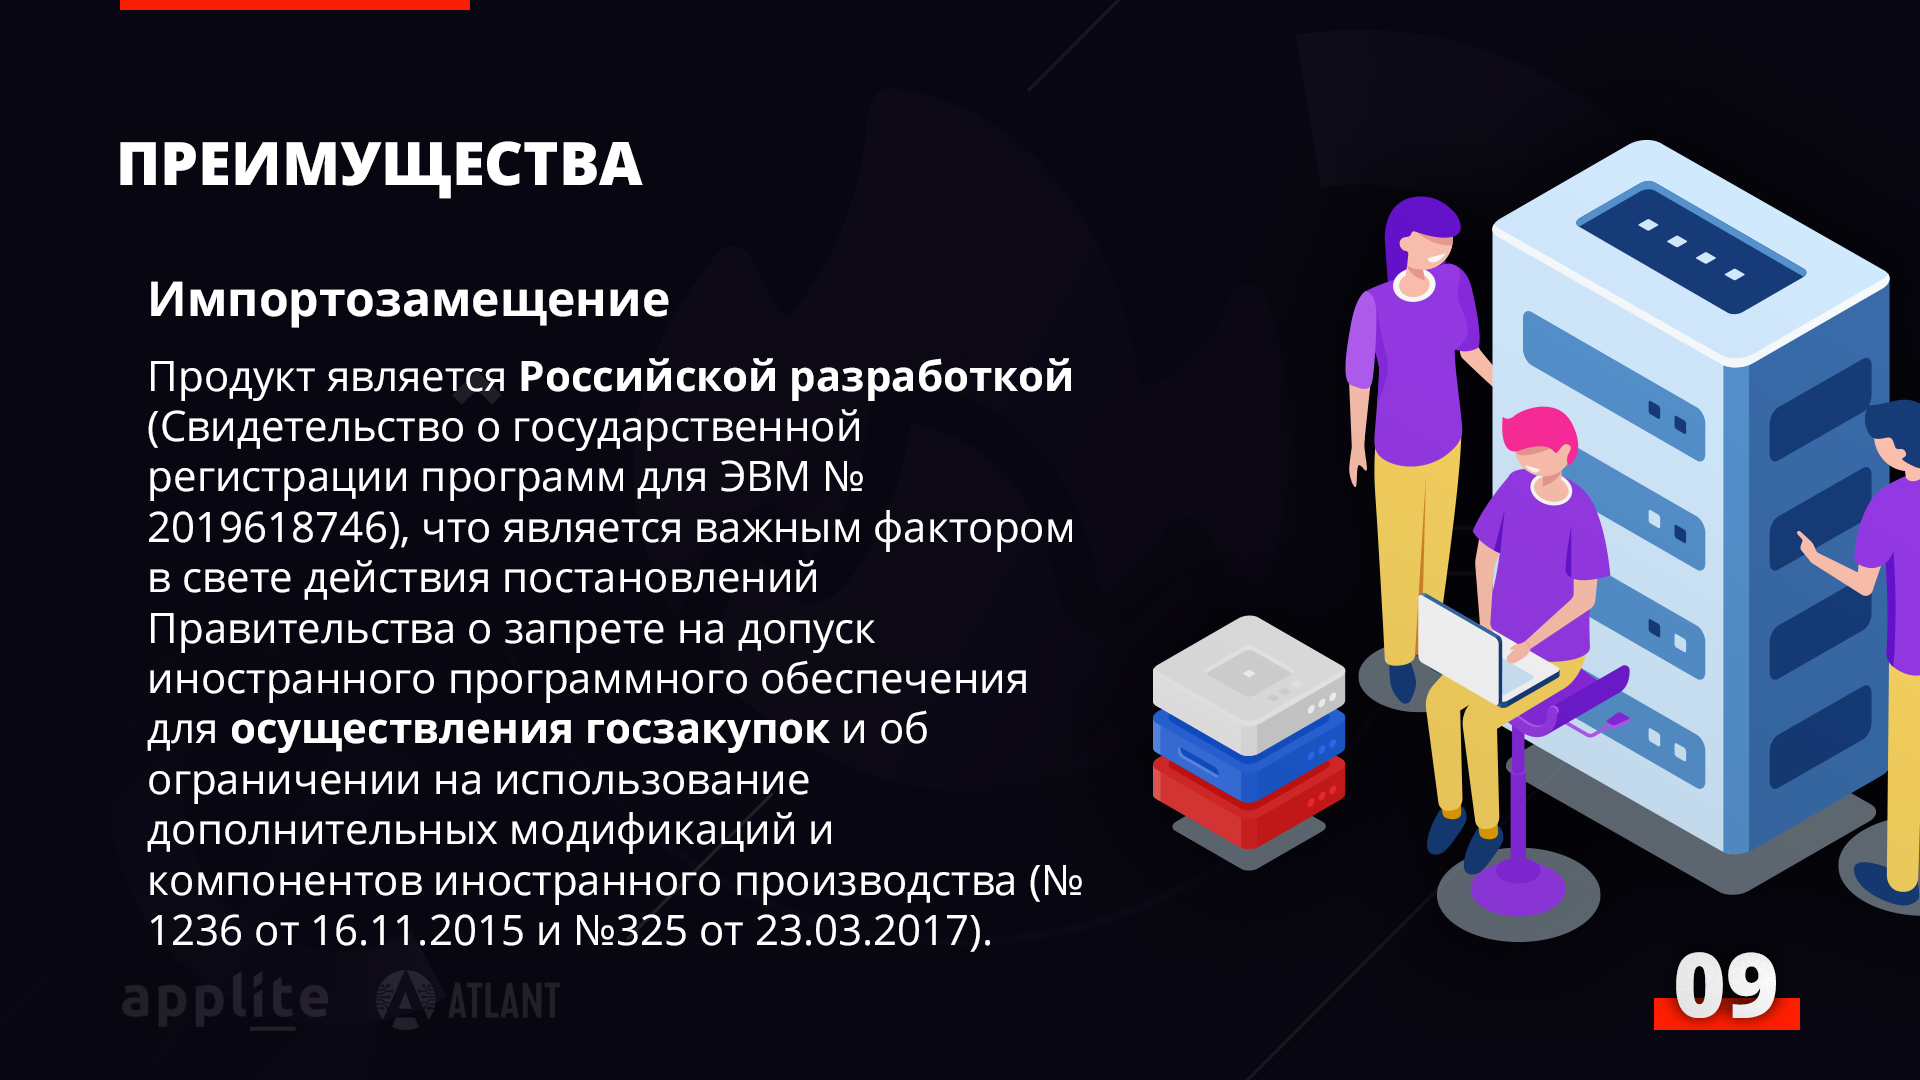 ПРЕИМУЩЕСТВА
Импортозамещение
Продукт является Российской разработкой
(Свидетельство о государственной
регистрации программ для ЭВМ №
2019618746), что является важным фактором
в свете действия постановлений
Правительства о запрете на допуск
иностранного программного обеспечения
для осуществления госзакупок и об
ограничении на использование
дополнительных модификаций и
компонентов иностранного производства (№
1236 от 16.11.2015 и №325 от 23.03.2017).
applite ATLANT
09